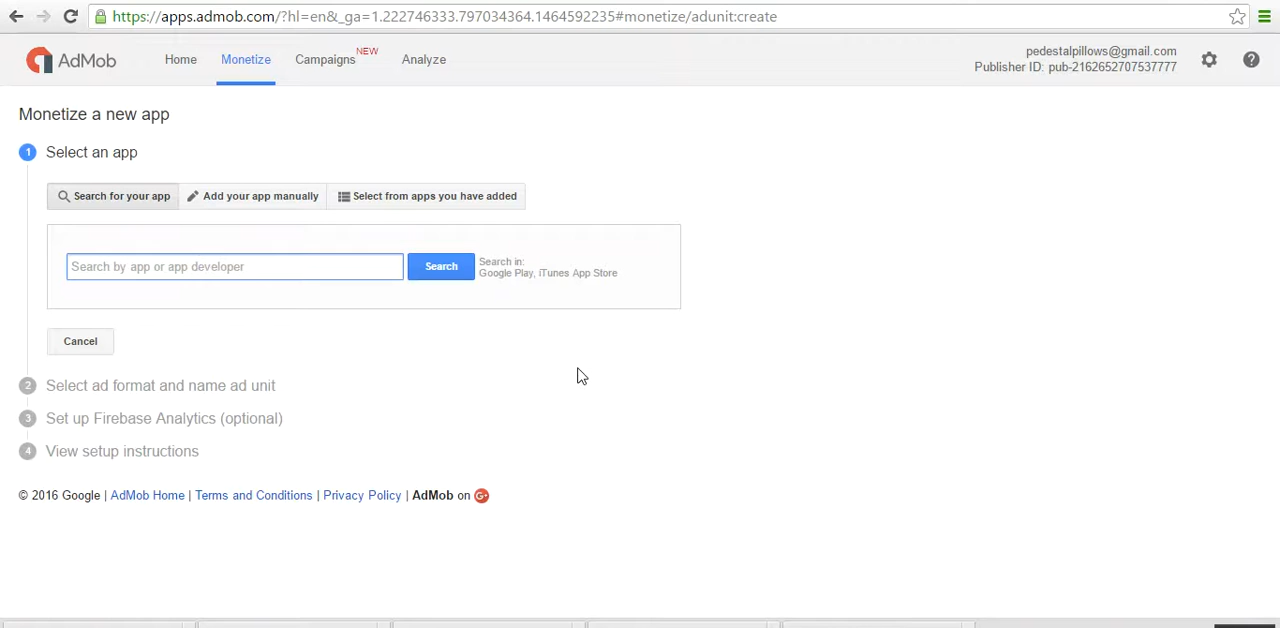 https://apps.admob.com/?hl=en&_ga=1.222746333.797034364.1464592235#monetize/adunit:create
AdMob Home Monetize Campaigns NEW Analyze
pedestalpillows@gmail.com
Publisher ID: pub-2162652707537777
Monetize a new app
1 Select an app
Search for your app Add your app manually Select from apps you have added
Search by app or app developer Search Search in:
Google Play, iTunes App Store
Cancel
2 Select ad format and name ad unit
3 Set up Firebase Analytics (optional)
4 View setup instructions
© 2016 Google | AdMob Home | Terms and Conditions | Privacy Policy | AdMob on G+